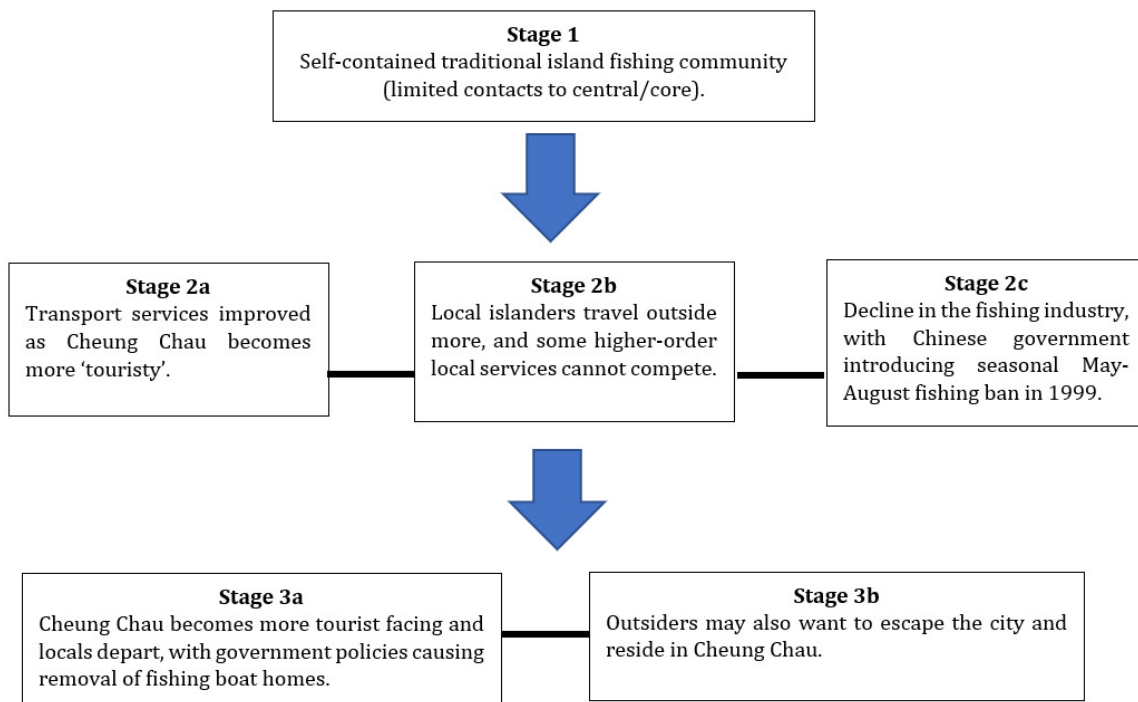 Stage 1
Self-contained traditional island fishing community
(limited contacts to central/core).
Stage 2a
Transport services improved
as Cheung Chau becomes
more ‘touristy’.
Stage 2b
Local islanders travel outside
more, and some higher-order
local services cannot compete.
Stage 2c
Decline in the fishing industry,
with Chinese government
introducing seasonal May-
August fishing ban in 1999.
Stage 3a
Cheung Chau becomes more tourist facing and
locals depart, with government policies causing
removal of fishing boat homes.
Stage 3b
Outsiders may also want to escape the city and
reside in Cheung Chau.